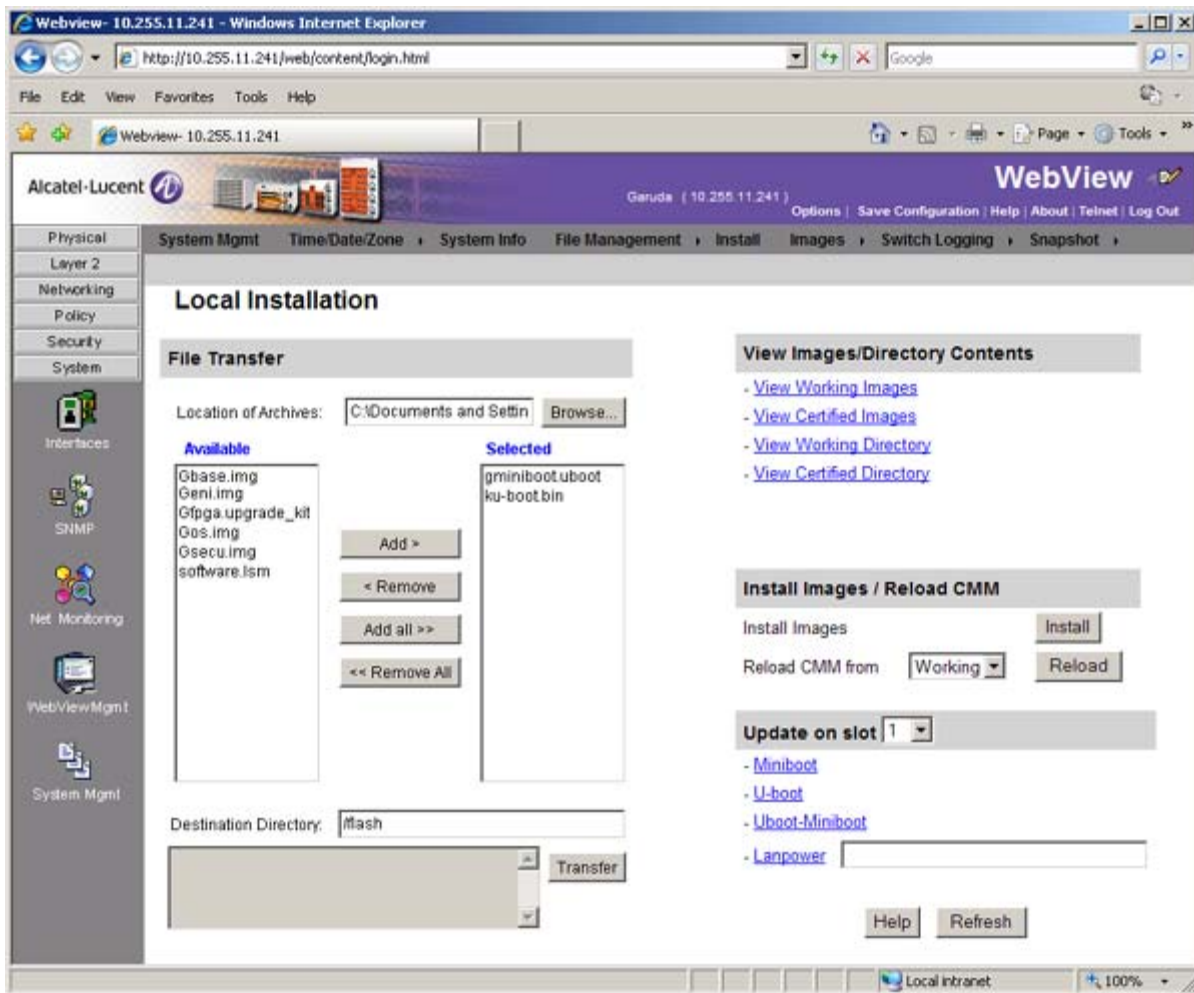 Webview- 10.255.11.241 - Windows Internet Explorer
http://10.255.11.241/web/content/login.html
Google
File Edit View Favorites Tools Help
Webview- 10.255.11.241
Page Tools
Alcatel·Lucent
Garuda ( 10.255.11.241 )
WebView
Options | Save Configuration | Help | About | Telnet | Log Out
Physical
Layer 2
Networking
Policy
Security
System
Interfaces
SNMP
Net Monitoring
WebViewMgmt
System Mgmt
System Mgmt Time/Date/Zone System Info File Management Install Images Switch Logging Snapshot
Local Installation
File Transfer
Location of Archives: C:\Documents and Settin Browse...
Available
Gbase.img
Geni.img
Gfpga.upgrade_kit
Gos.img
Gsecu.img
software.lsm
Add >
< Remove
Add all >>
<< Remove All
Selected
gminiboot.uboot
ku-boot.bin
Destination Directory: /flash
Transfer
View Images/Directory Contents
- View Working Images
- View Certified Images
- View Working Directory
- View Certified Directory
Install Images / Reload CMM
Install Images Install
Reload CMM from Working Reload
Update on slot 1
- Miniboot
- U-boot
- Uboot-Miniboot
- Lanpower
Help Refresh
Local intranet 100%